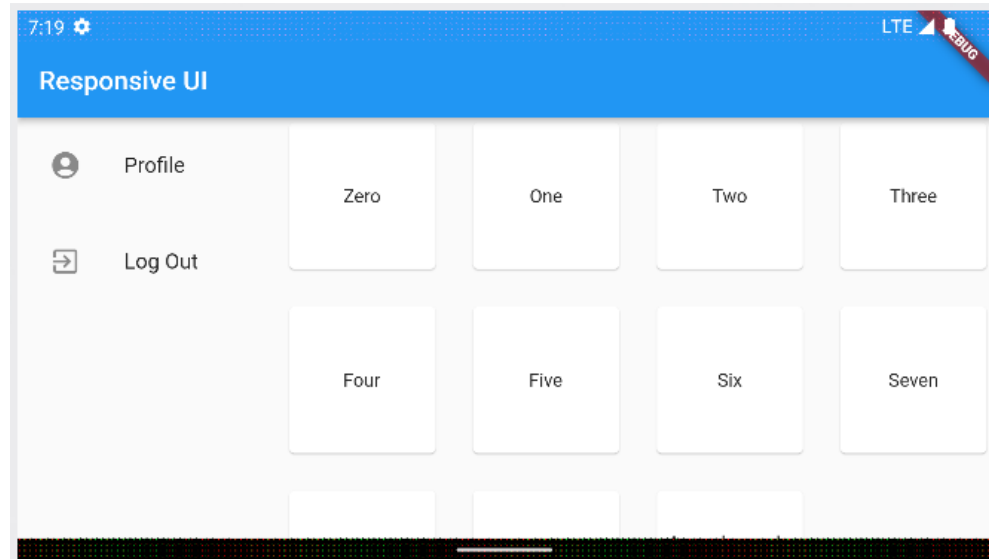 7:19 LTE
DEBUG
Responsive UI
Profile
Log Out
Zero One Two Three
Four Five Six Seven